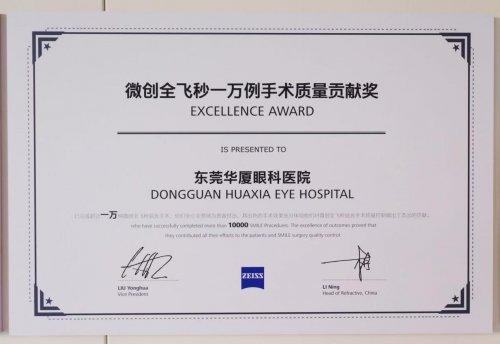 微创全飞秒一万例手术质量贡献奖
EXCELLENCE AWARD
IS PRESENTED TO
东莞华厦眼科医院
DONGGUAN HUAXIA EYE HOSPITAL
一万
who have successfully completed more than 10000 SMILE Procedures. The excellence of outcomes proved that
they contributed all their efforts to the patients and SMILE surgery quality control.
ZEISS
LIU Yonghua
Vice President
LI Ning
Head of Refractive, China